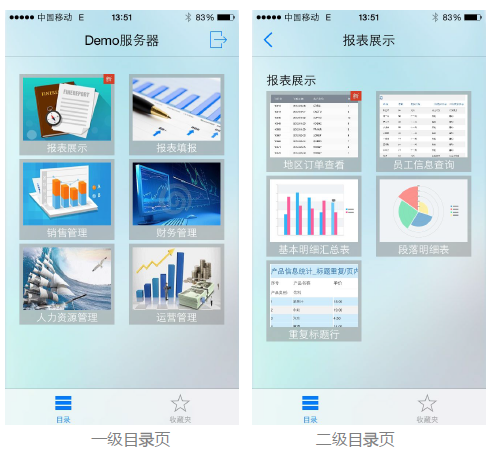 中国移动 E 13:51 83%
Demo服务器
新
报表展示
报表填报
销售管理
财务管理
人力资源管理
运营管理
目录
收藏夹
一级目录页
中国移动 E 13:51 83%
报表展示
报表展示
新
地区订单查看
员工信息查询
基本明细汇总表
段落明细表
产品信息统计_标题重复/页内
重复标题行
目录
收藏夹
二级目录页